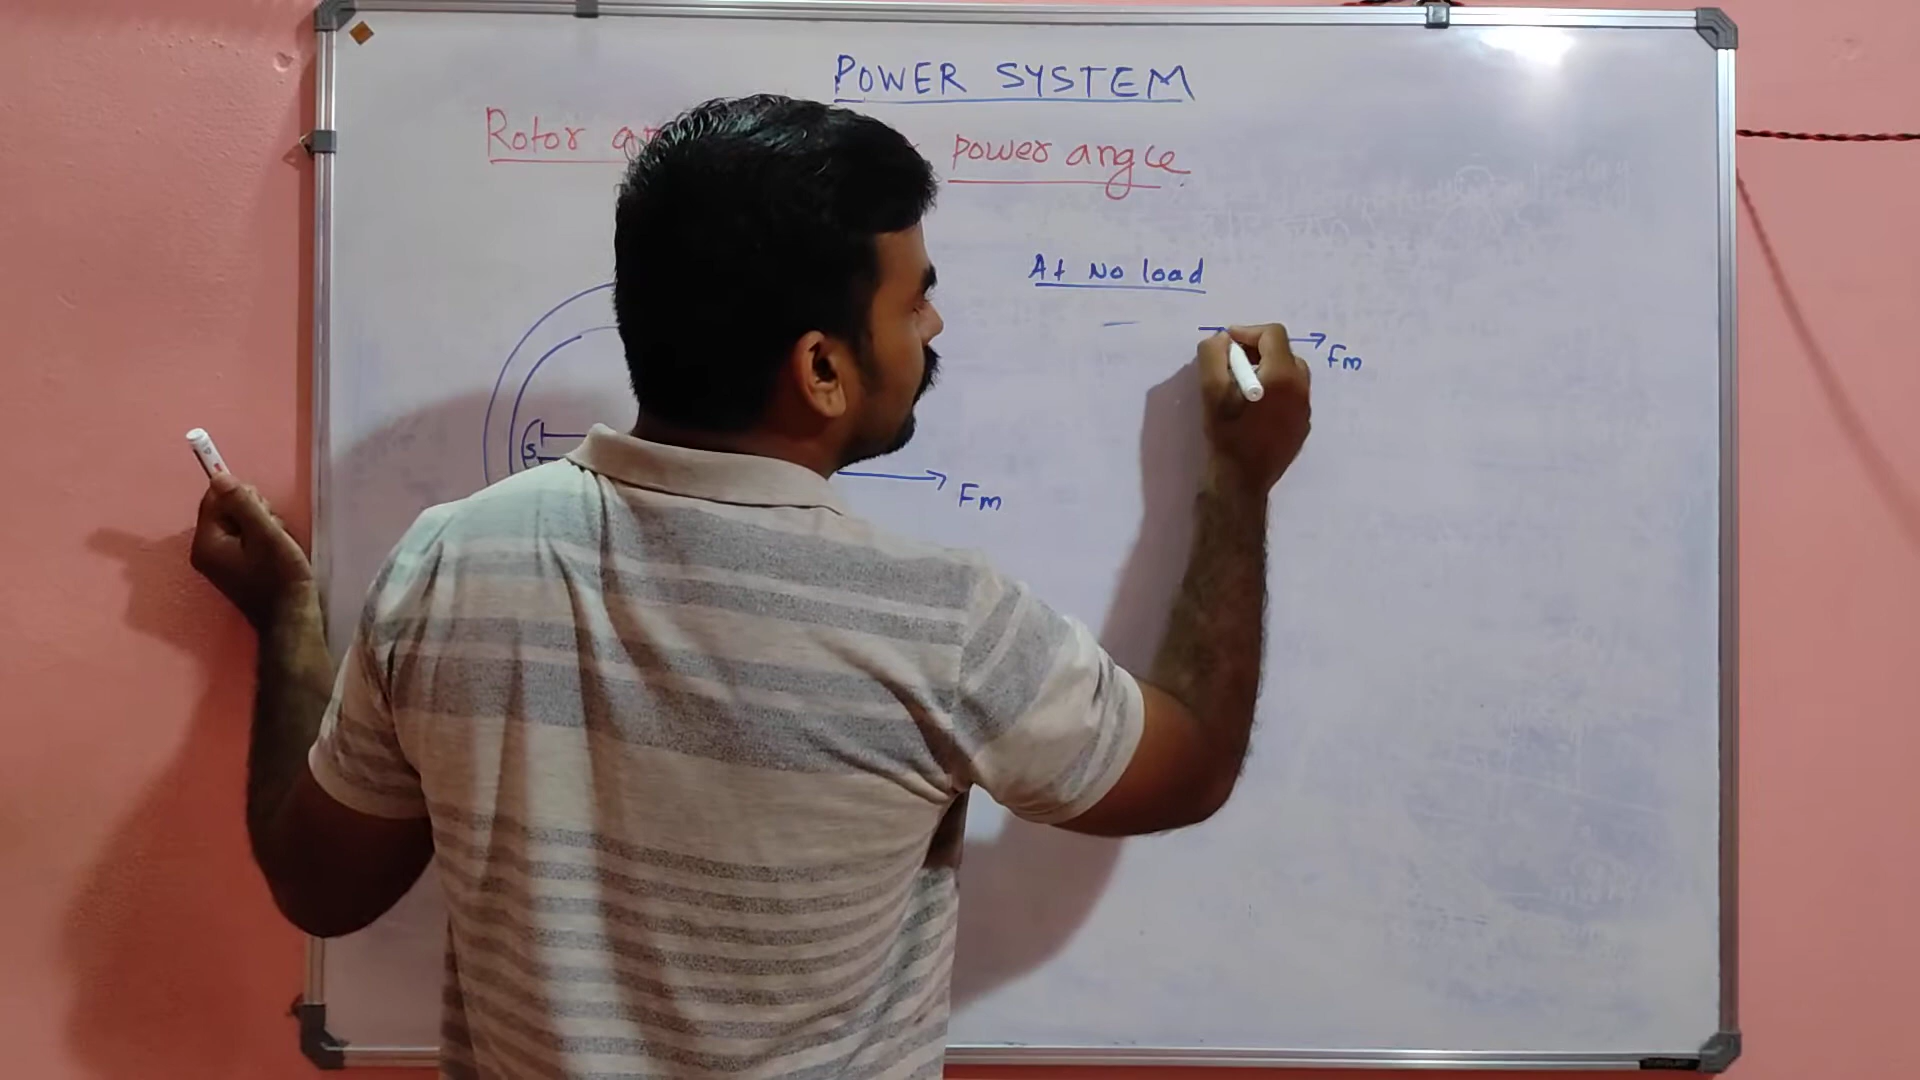 POWER SYSTEM
Rotor power angle
At No load
Fm
S
Fm